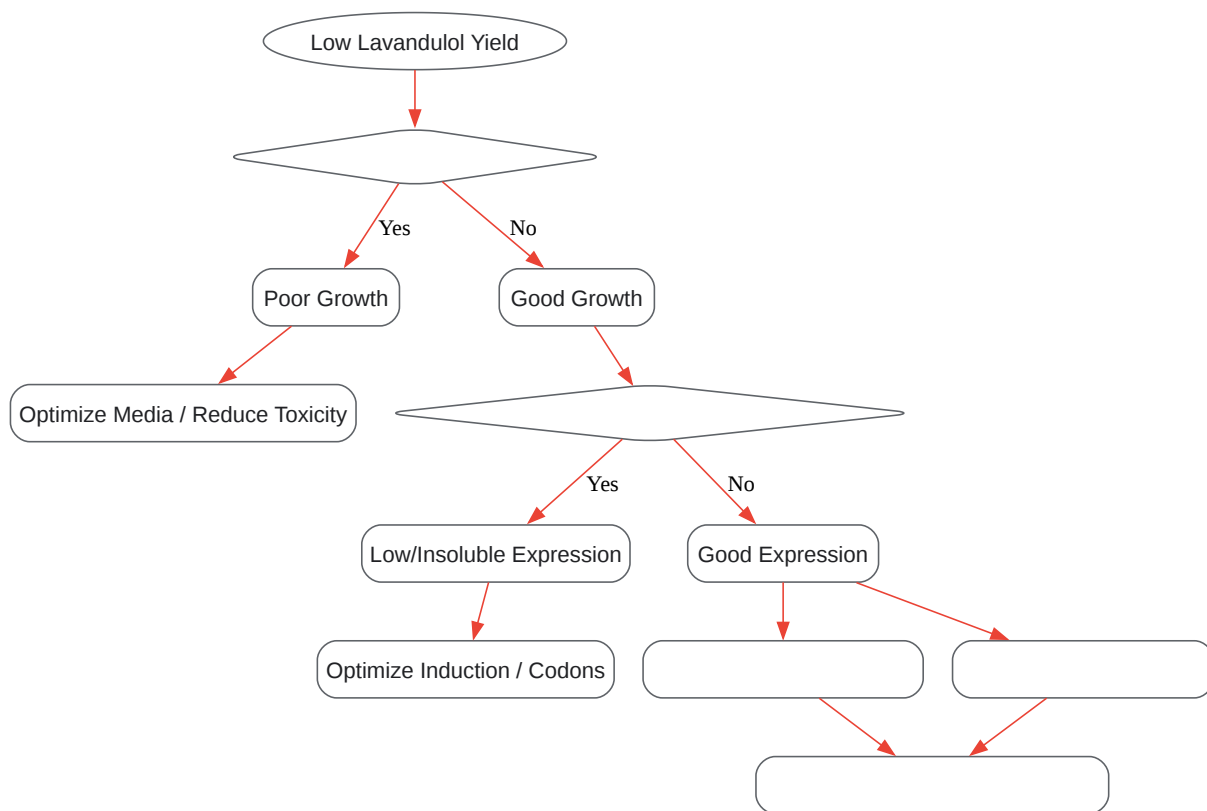 Low Lavandulol Yield
Yes
No
Poor Growth
Good Growth
Optimize Media / Reduce Toxicity
Yes
No
Low/Insoluble Expression
Good Expression
Optimize Induction / Codons